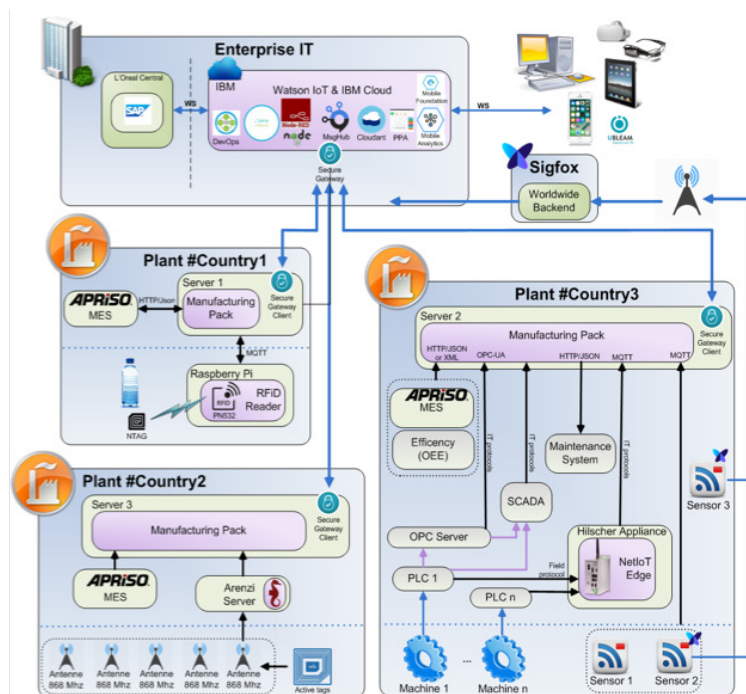 Enterprise IT
L'Oreal Central
SAP
WS
IBM
Watson IoT & IBM Cloud
DevOps
Node-RED
node
MsgHub
Cloudant
PPA
Mobile
Foundation
Mobile
Analytics
Secure
Gateway
WS
UBLEAM
Sigfox
Worldwide
Backend
Plant #Country1
Server 1
Manufacturing
Pack
Secure
Gateway
Client
APRISO
MES
HTTP/Json
MQTT
Raspberry Pi
RFID
PN532
RFiD
Reader
NTAG
Plant #Country2
Server 3
Manufacturing Pack
Secure
Gateway
Client
APRISO
MES
Arenzi
Server
Antenne
868 Mhz
Antenne
868 Mhz
Antenne
868 Mhz
Antenne
868 Mhz
Antenne
868 Mhz
Active tags
Plant #Country3
Server 2
Manufacturing Pack
Secure
Gateway
Client
HTTP/JSON
or XML
OPC-UA
HTTP/JSON
MQTT
MQTT
APRISO
MES
Efficency
(OEE)
IT protocols
IT protocols
IT protocols
Maintenance
System
SCADA
OPC Server
PLC 1
PLC n
Field
protocol
Hilscher Appliance
NetIoT
Edge
Sensor 3
Machine 1
...
Machine n
Sensor 1
Sensor 2